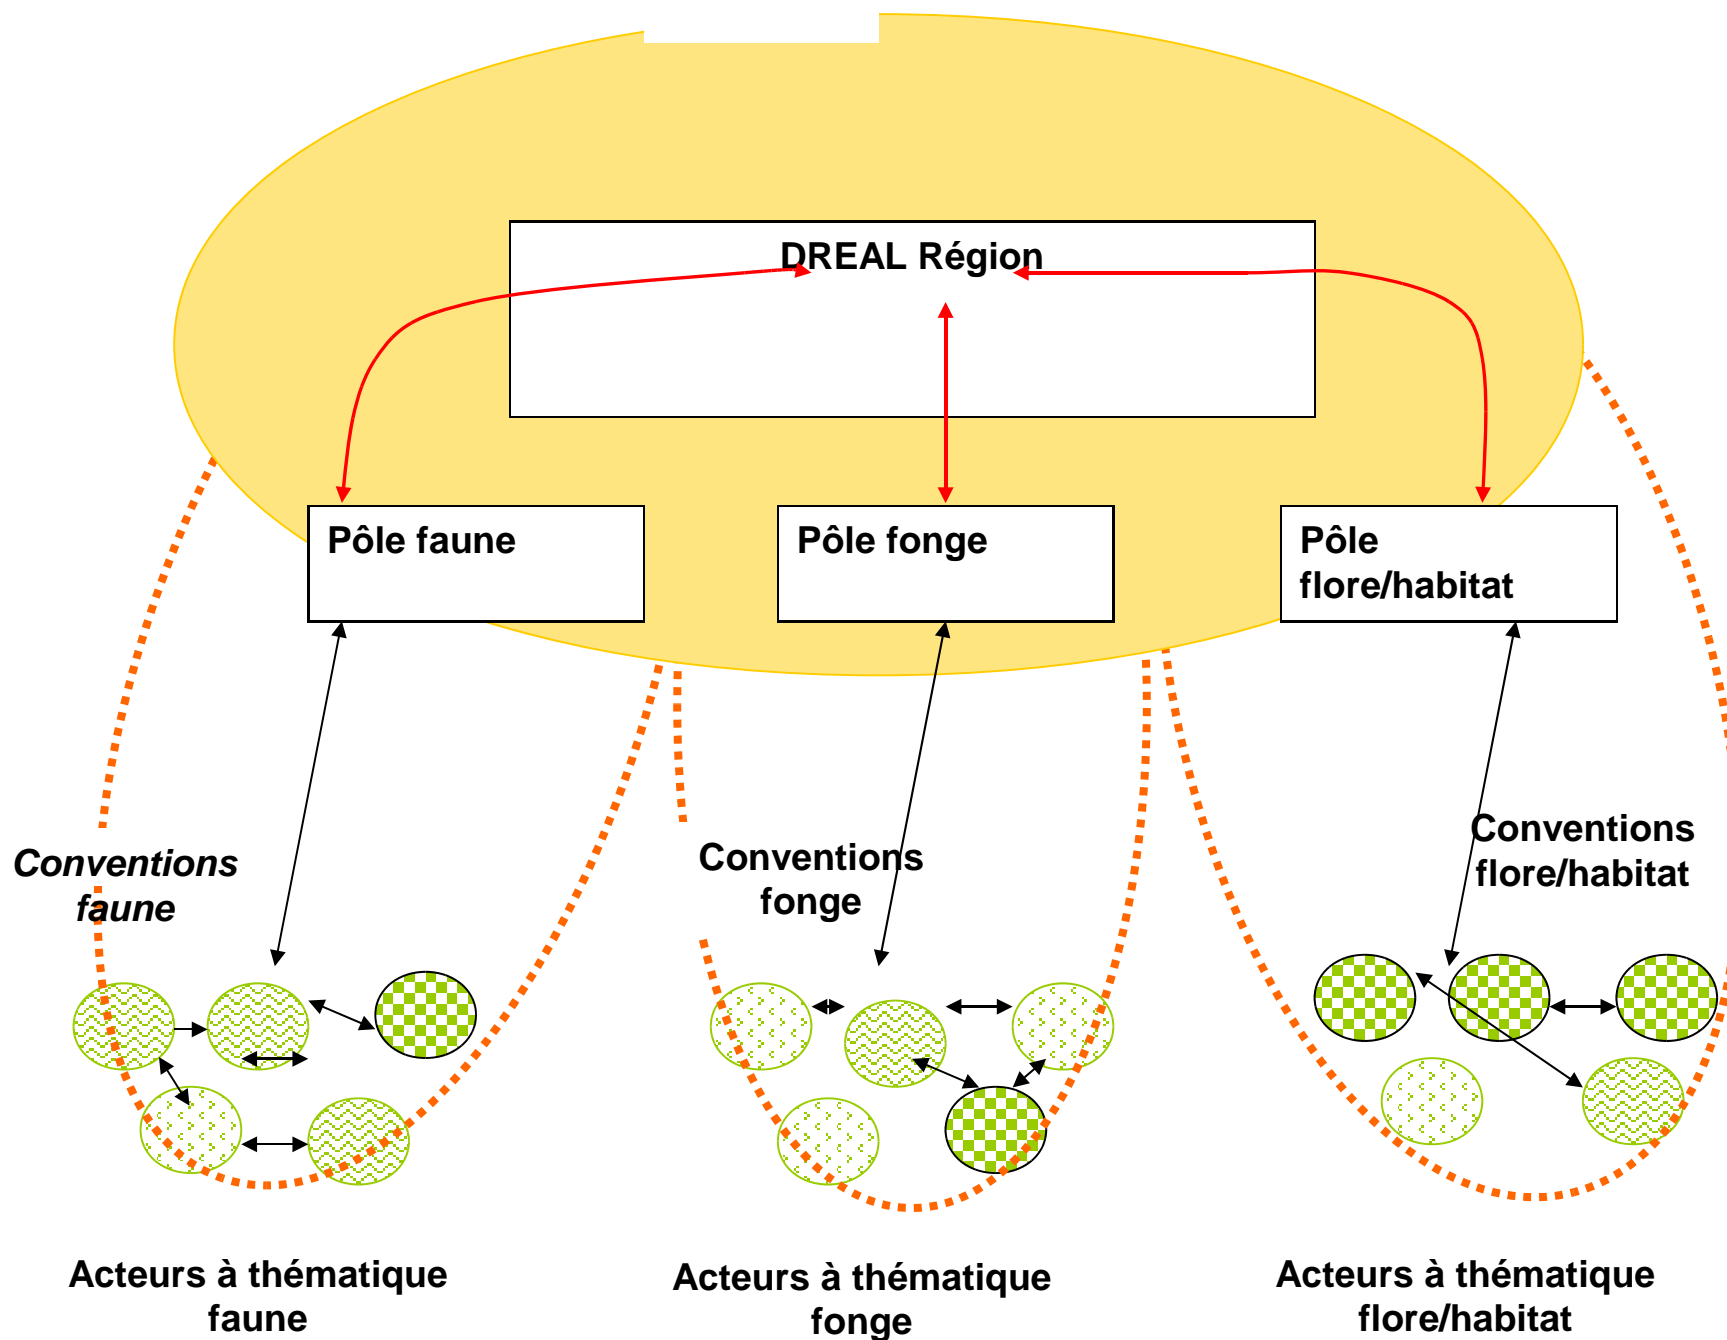 DREAL Région
Pôle faune
Pôle fonge
Pôle
flore/habitat
Conventions
faune
Conventions
fonge
Conventions
flore/habitat
Acteurs à thématique
faune
Acteurs à thématique
fonge
Acteurs à thématique
flore/habitat